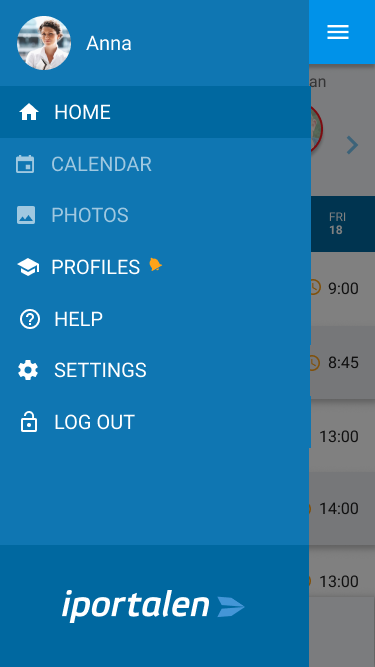 Anna
an
HOME
CALENDAR
FRI
18
PHOTOS
PROFILES
9:00
HELP
8:45
SETTINGS
LOG OUT
13:00
14:00
13:00
iportalen